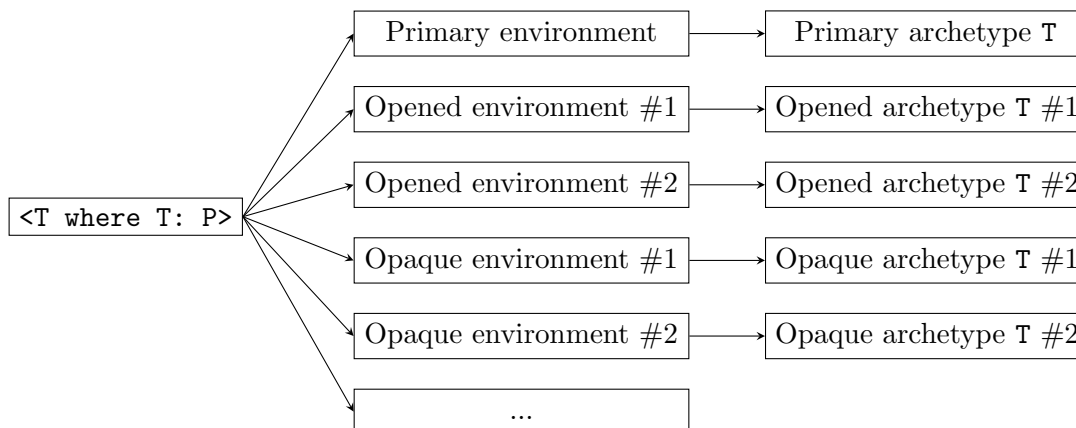 Primary environment
Primary archetype T
Opened environment #1
Opened archetype T #1
Opened environment #2
Opened archetype T #2
<T where T: P>
Opaque environment #1
Opaque archetype T #1
Opaque environment #2
Opaque archetype T #2
...